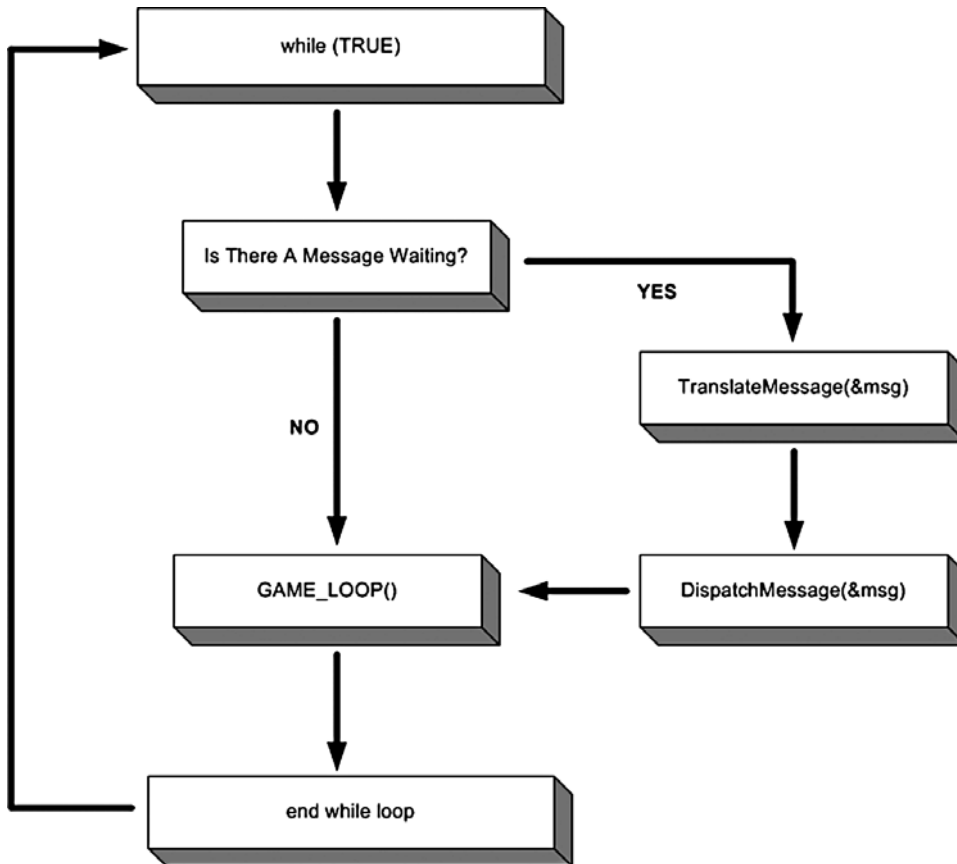 while (TRUE)
Is There A Message Waiting?
YES
TranslateMessage(&msg)
NO
GAME_LOOP()
DispatchMessage(&msg)
end while loop